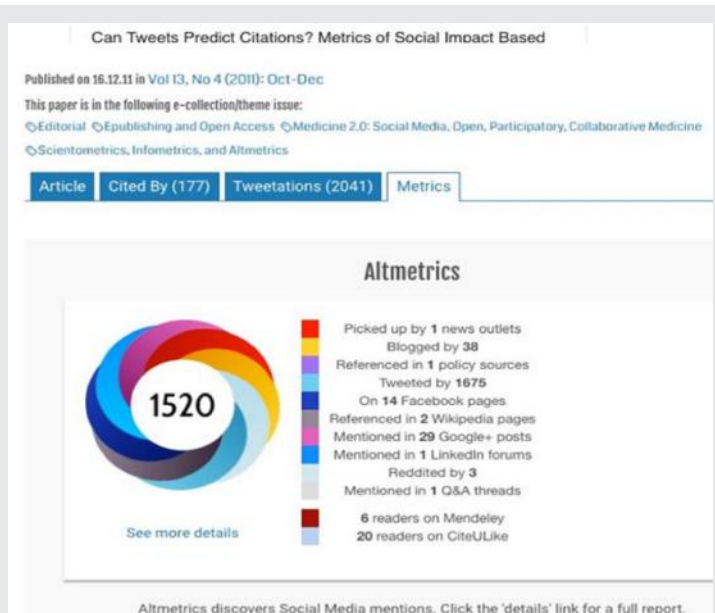 Can Tweets Predict Citations? Metrics of Social Impact Based
Published on 16.12.11 in Vol 13, No 4 (2011): Oct-Dec
This paper is in the following e-collection/theme issue:
Editorial Epublishing and Open Access Medicine 2.0: Social Media, Open, Participatory, Collaborative Medicine
Scientometrics, Infometrics, and Altmetrics
Article Cited By (177) Tweetations (2041) Metrics
Altmetrics
1520
Picked up by 1 news outlets
Blogged by 38
Referenced in 1 policy sources
Tweeted by 1675
On 14 Facebook pages
Referenced in 2 Wikipedia pages
Mentioned in 29 Google+ posts
Mentioned in 1 LinkedIn forums
Reddited by 3
Mentioned in 1 Q&A threads
See more details
6 readers on Mendeley
20 readers on CiteULike
Altmetrics discovers Social Media mentions. Click the 'details' link for a full report.